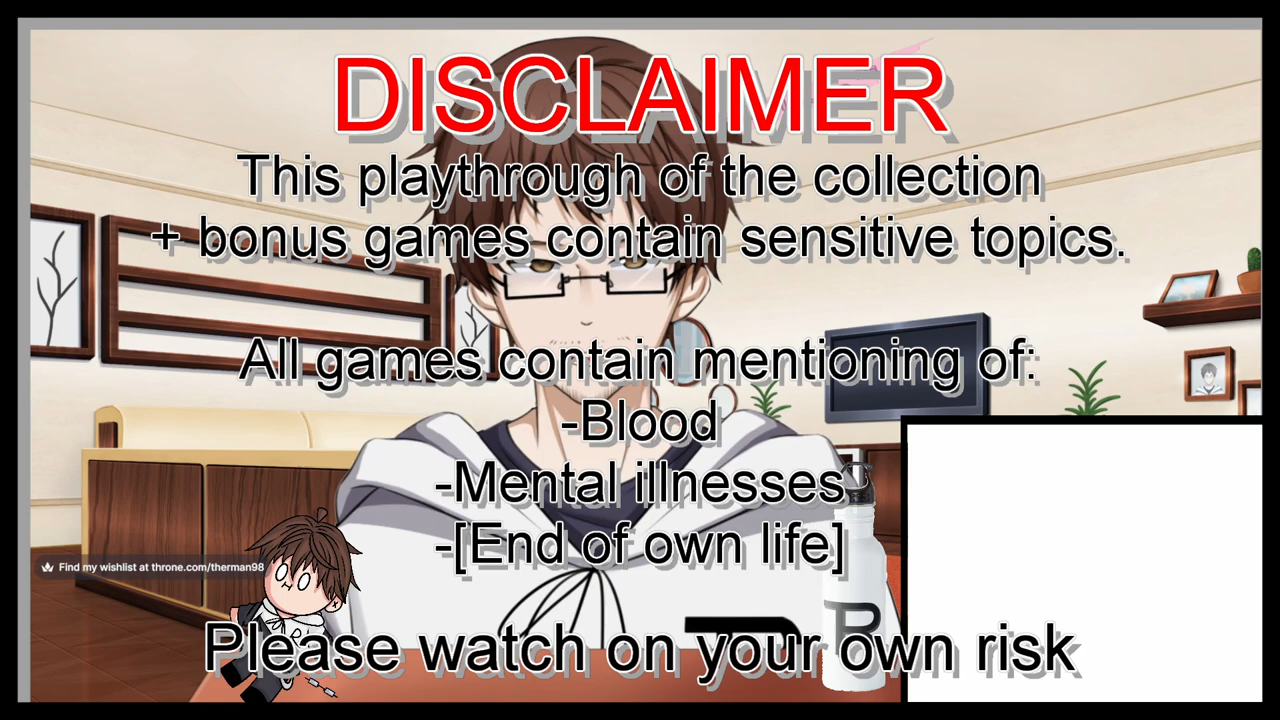 DISCLAIMER
This playthrough of the collection
+ bonus games contain sensitive topics.
All games contain mentioning of:
-Blood
-Mental illnesses
-[End of own life]
Find my wishlist at throne.com/therman98
Please watch on your own risk